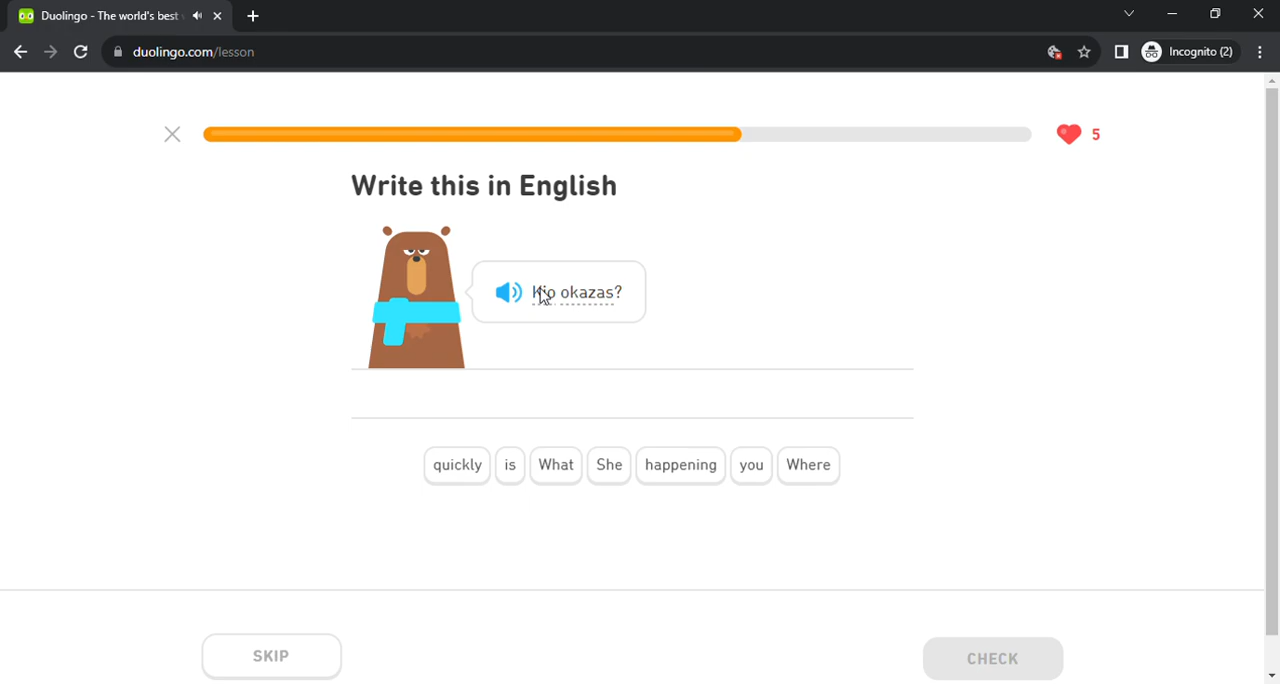 Duolingo - The world's best
duolingo.com/lesson
Incognito (2)
5
Write this in English
Kio okazas?
quickly is What She happening you Where
SKIP
CHECK